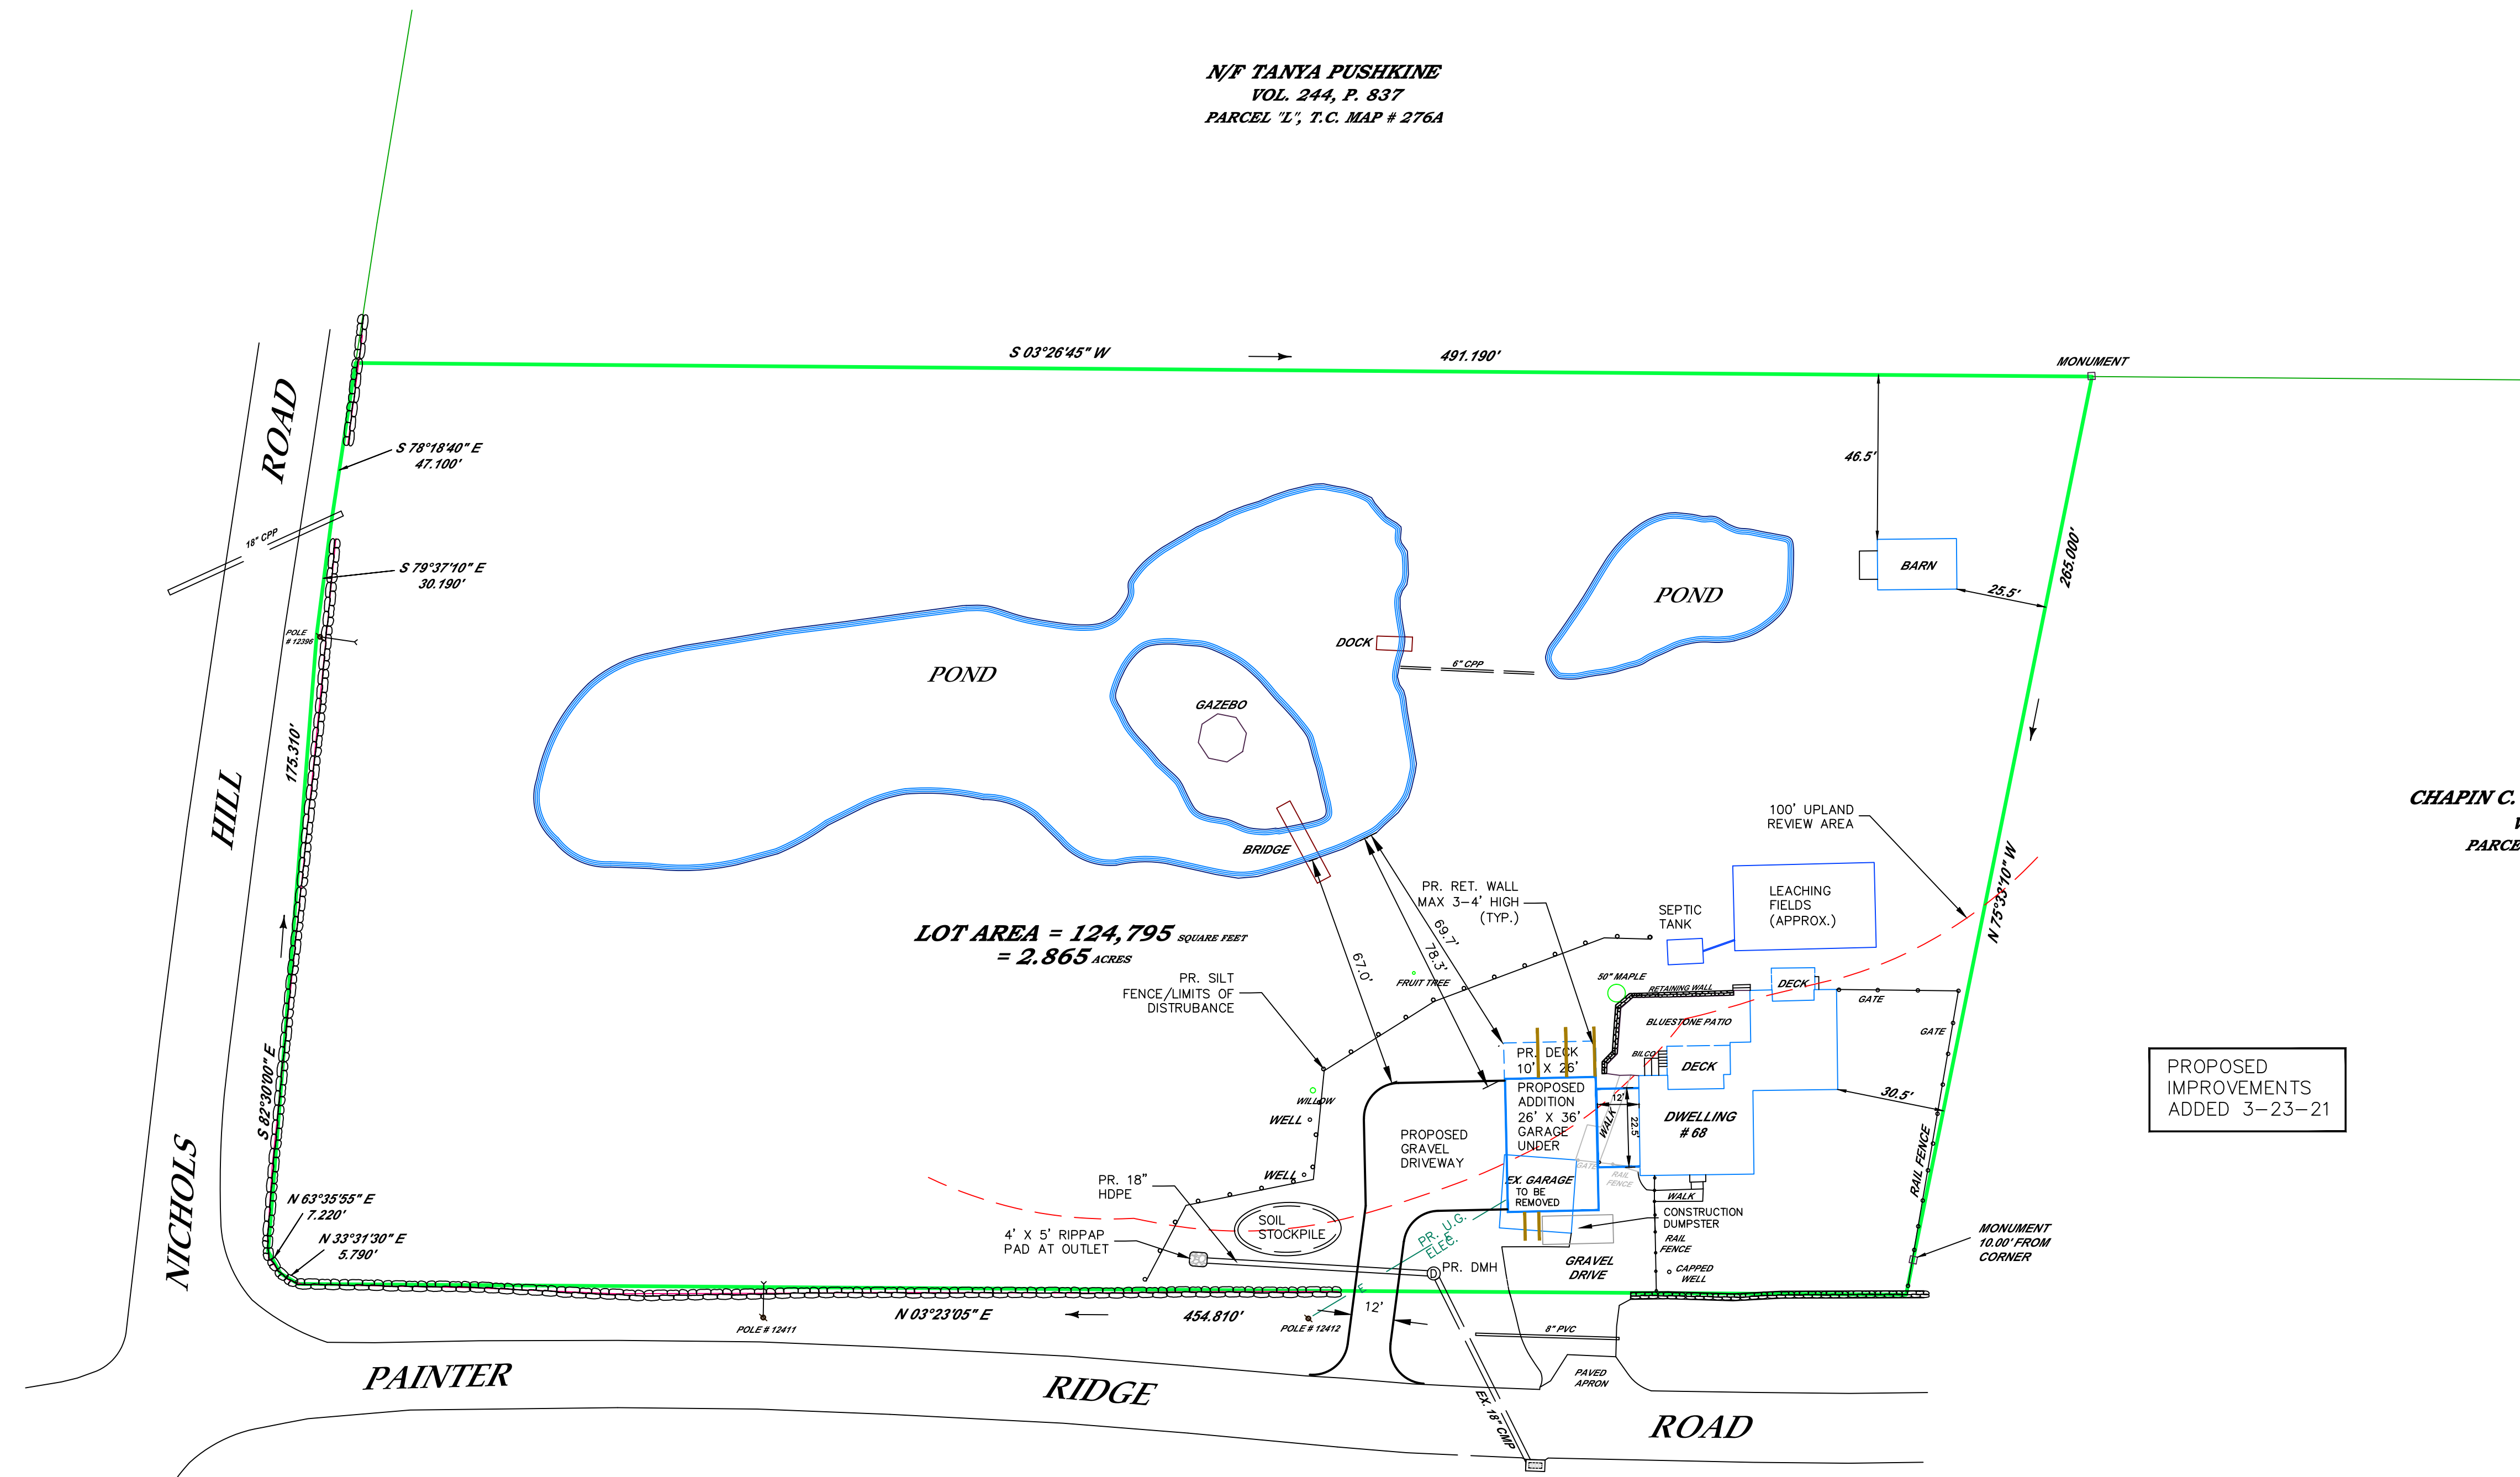 N/F TANYA PUSHKINE
VOL. 244, P. 837
PARCEL "L", T.C. MAP # 276A
S 03°26'45" W
491.190'
MONUMENT
ROAD
S 78°18'40" E
47.100'
46.5'
18" CPP
S 79°37'10" E
30.190'
265.000'
BARN
25.5'
POND
POLE
# 12396
DOCK
6" CPP
POND
GAZEBO
175.310'
HILL
BRIDGE
100' UPLAND
REVIEW AREA
CHAPIN C.
PARCE
N 75°33'10" W
PR. RET. WALL
MAX 3-4' HIGH
(TYP.)
LEACHING
FIELDS
(APPROX.)
SEPTIC
TANK
LOT AREA = 124,795 SQUARE FEET
= 2.865 ACRES
67.0'
69.7'
78.3'
PR. SILT
FENCE/LIMITS OF
DISTRUBANCE
FRUIT TREE
50" MAPLE
RETAINING WALL
DECK
GATE
BLUESTONE PATIO
GATE
BILCO
DECK
PR. DECK
10' X 26'
PROPOSED
ADDITION
26' X 36'
GARAGE
UNDER
12'
22.5'
WALK
DWELLING
# 68
30.5'
PROPOSED
IMPROVEMENTS
ADDED 3-23-21
S 82°30'00" E
WILLOW
WELL
WELL
PROPOSED
GRAVEL
DRIVEWAY
GATE
RAIL
FENCE
EX. GARAGE
TO BE
REMOVED
WALK
RAIL FENCE
NICHOLS
N 63°35'55" E
7.220'
N 33°31'30" E
5.790'
PR. 18"
HDPE
SOIL
STOCKPILE
4' X 5' RIPPAP
PAD AT OUTLET
PR. U.G.
ELEC.
E
E
CONSTRUCTION
DUMPSTER
RAIL
FENCE
MONUMENT
10.00' FROM
CORNER
D
PR. DMH
GRAVEL
DRIVE
CAPPED
WELL
POLE # 12411
N 03°23'05" E
454.810'
POLE # 12412
12'
8" PVC
PAVED
APRON
EX. 18" CMP
PAINTER
RIDGE
ROAD